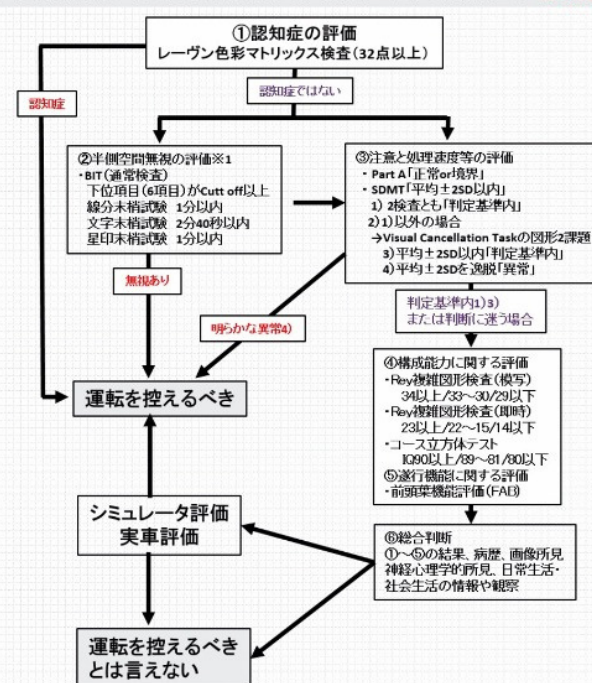 ①認知症の評価
レーヴン色彩マトリックス検査(32点以上)
認知症
認知症ではない
②半側空間無視の評価※1
・BIT(通常検査)
下位項目(6項目)がCutt off以上
線分末梢試験 1分以内
文字末梢試験 2分40秒以内
星印末梢試験 1分以内
③注意と処理速度等の評価
・Part A「正常or境界」
・SDMT「平均±2SD以内」
1) 2検査とも「判定基準内」
2)1)以外の場合
→Visual Cancellation Taskの図形2課題
3)平均±2SD以内「判定基準内」
4)平均±2SDを逸脱「異常」
無視あり
明らかな異常4)
判定基準内1)3)
または判断に迷う場合
運転を控えるべき
④構成能力に関する評価
・Rey複雑図形検査(模写)
34以上/33～30/29以下
・Rey複雑図形検査(即時)
23以上/22～15/14以下
・コース立方体テスト
IQ90以上/89～81/80以下
⑤遂行機能に関する評価
・前頭葉機能評価(FAB)
シミュレータ評価
実車評価
⑥総合判断
①～⑤の結果、病歴、画像所見
神経心理学的所見、日常生活・
社会生活の情報や観察
運転を控えるべき
とは言えない